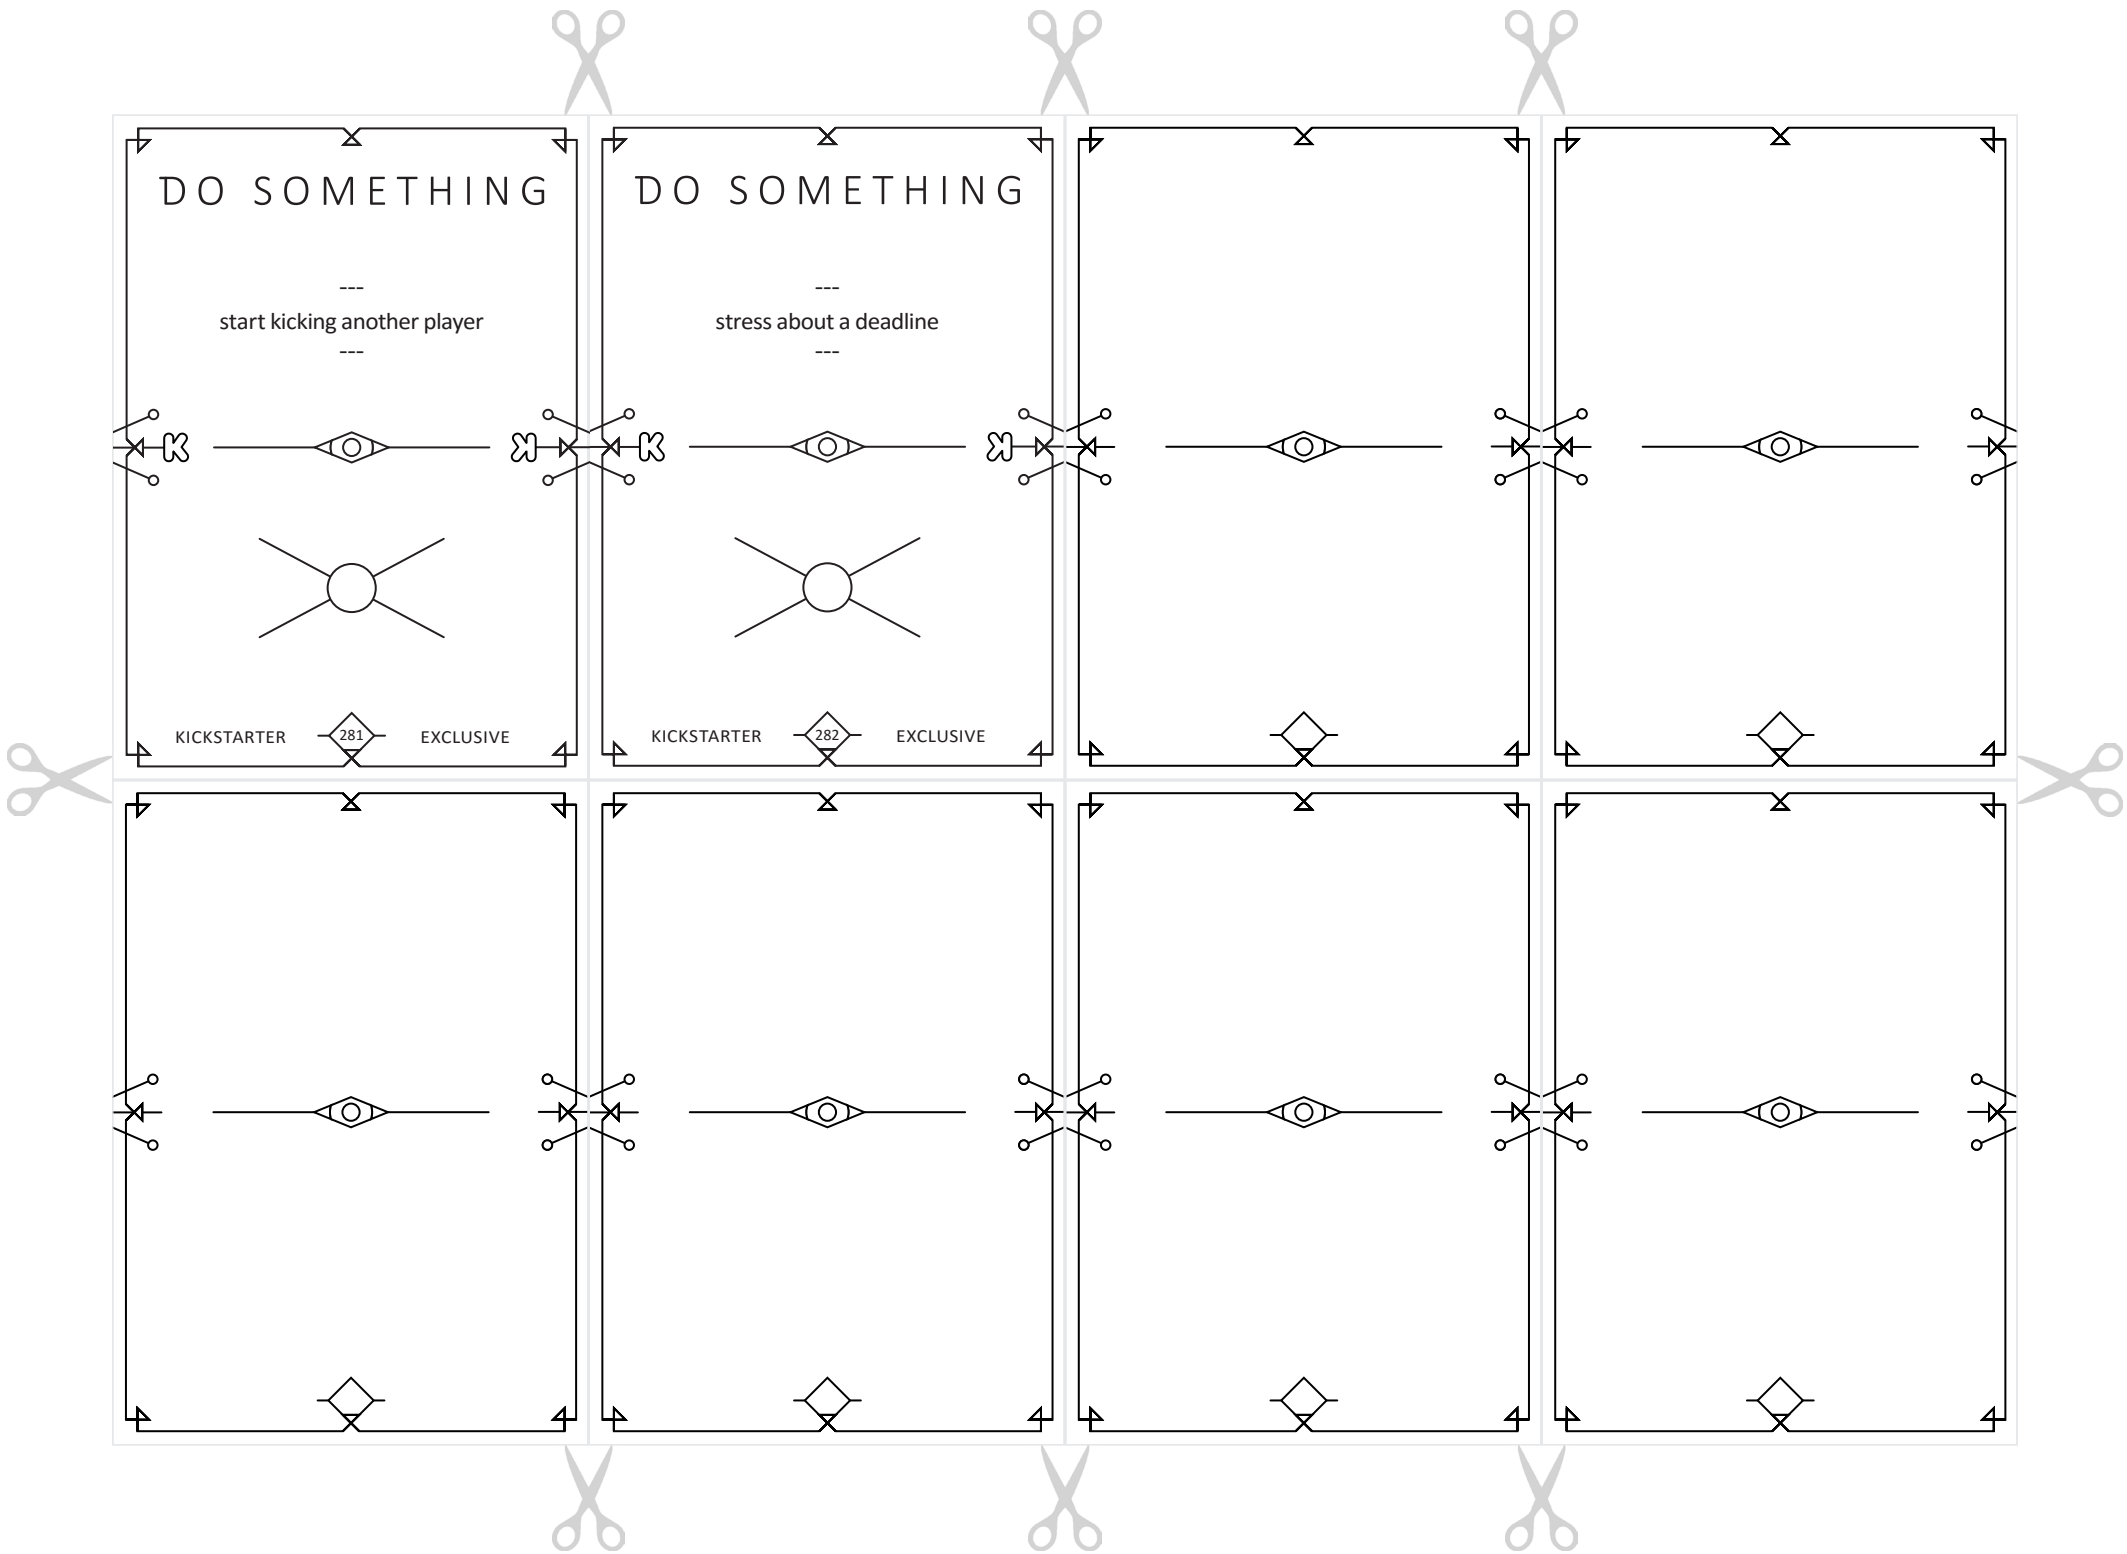 DO SOMETHING
---
start kicking another player
---
KICKSTARTER 281 EXCLUSIVE
DO SOMETHING
---
stress about a deadline
---
KICKSTARTER 282 EXCLUSIVE